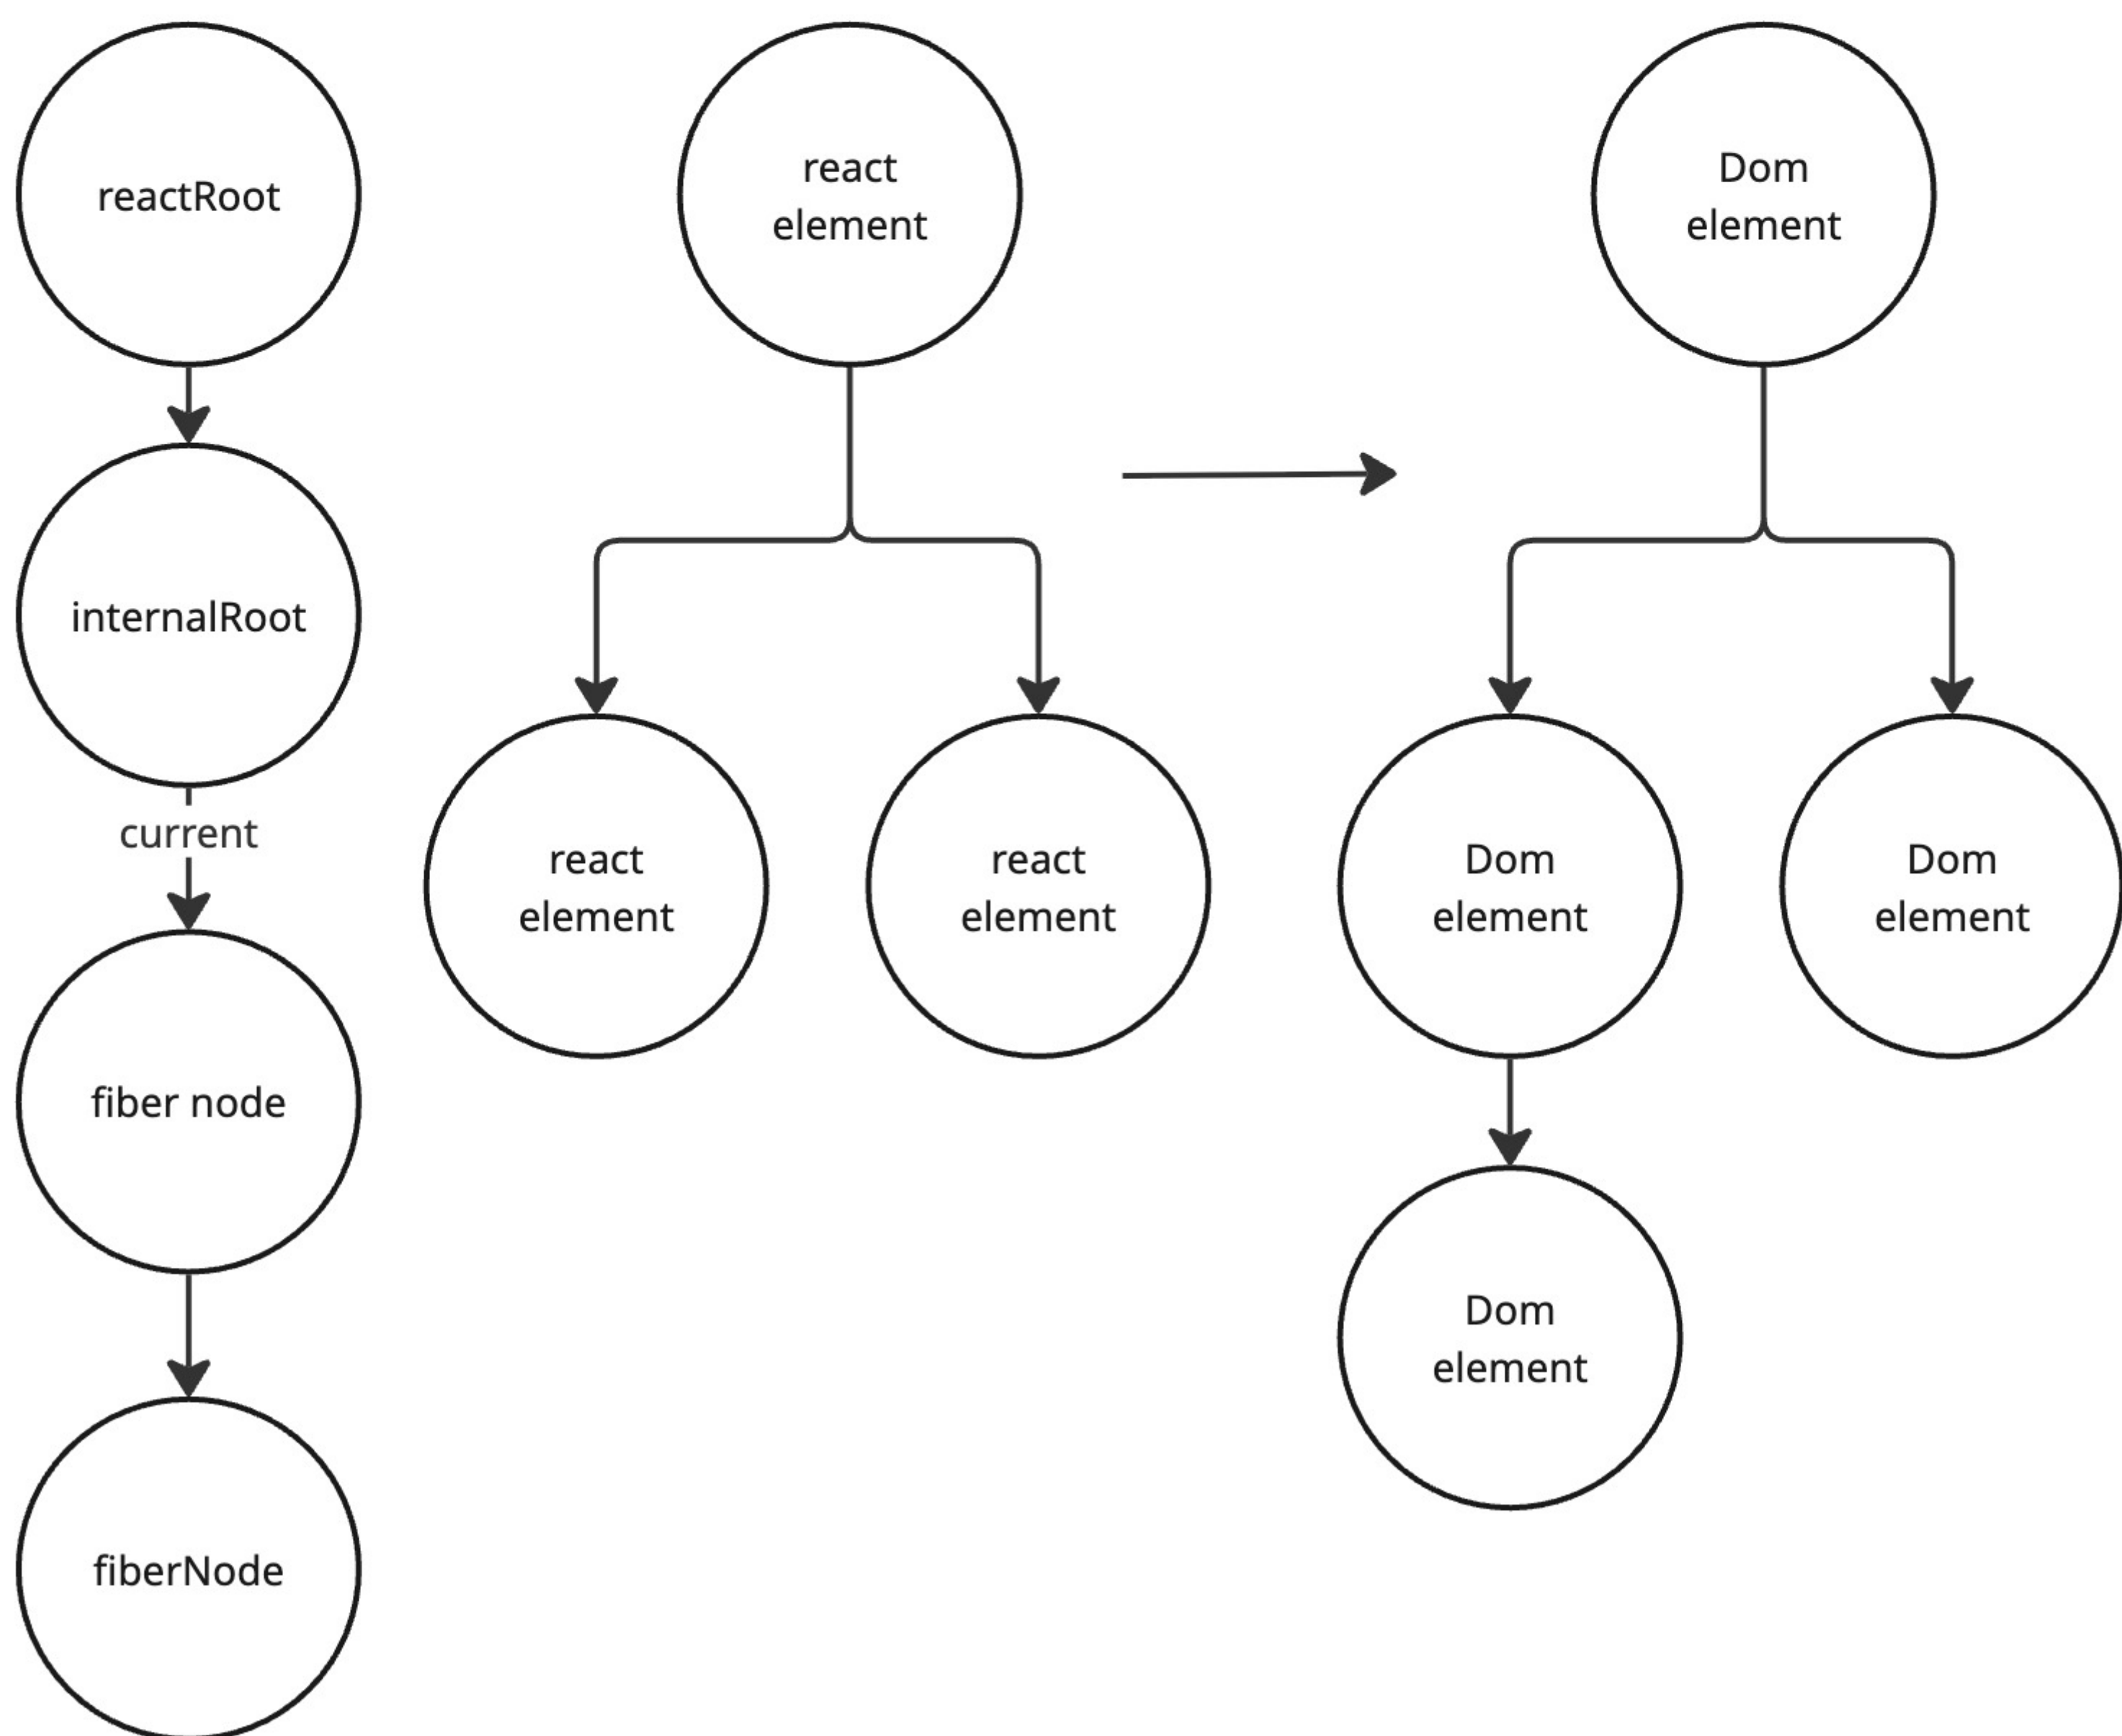 reactRoot
internalRoot
current
fiber node
fiberNode
react
element
react
element
react
element
Dom
element
Dom
element
Dom
element
Dom
element